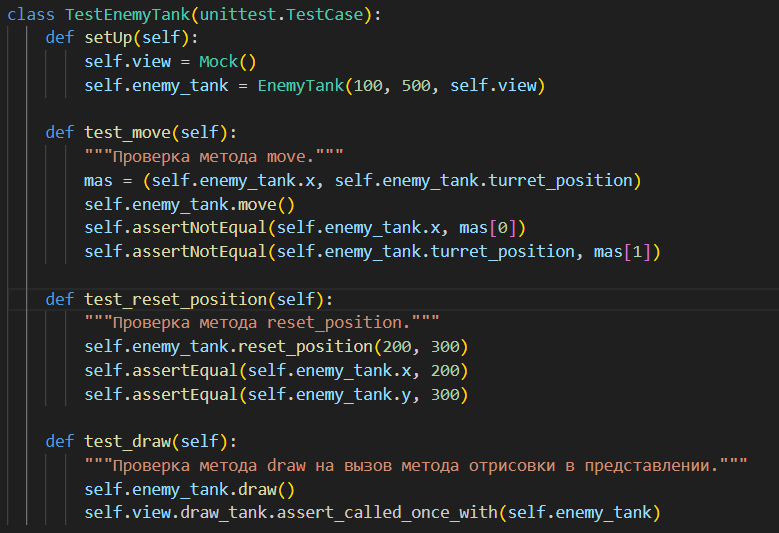 class TestEnemyTank(unittest.TestCase):
    def setUp(self):
        self.view = Mock()
        self.enemy_tank = EnemyTank(100, 500, self.view)

    def test_move(self):
        """Проверка метода move."""
        mas = (self.enemy_tank.x, self.enemy_tank.turret_position)
        self.enemy_tank.move()
        self.assertNotEqual(self.enemy_tank.x, mas[0])
        self.assertNotEqual(self.enemy_tank.turret_position, mas[1])

    def test_reset_position(self):
        """Проверка метода reset_position."""
        self.enemy_tank.reset_position(200, 300)
        self.assertEqual(self.enemy_tank.x, 200)
        self.assertEqual(self.enemy_tank.y, 300)

    def test_draw(self):
        """Проверка метода draw на вызов метода отрисовки в представлении."""
        self.enemy_tank.draw()
        self.view.draw_tank.assert_called_once_with(self.enemy_tank)